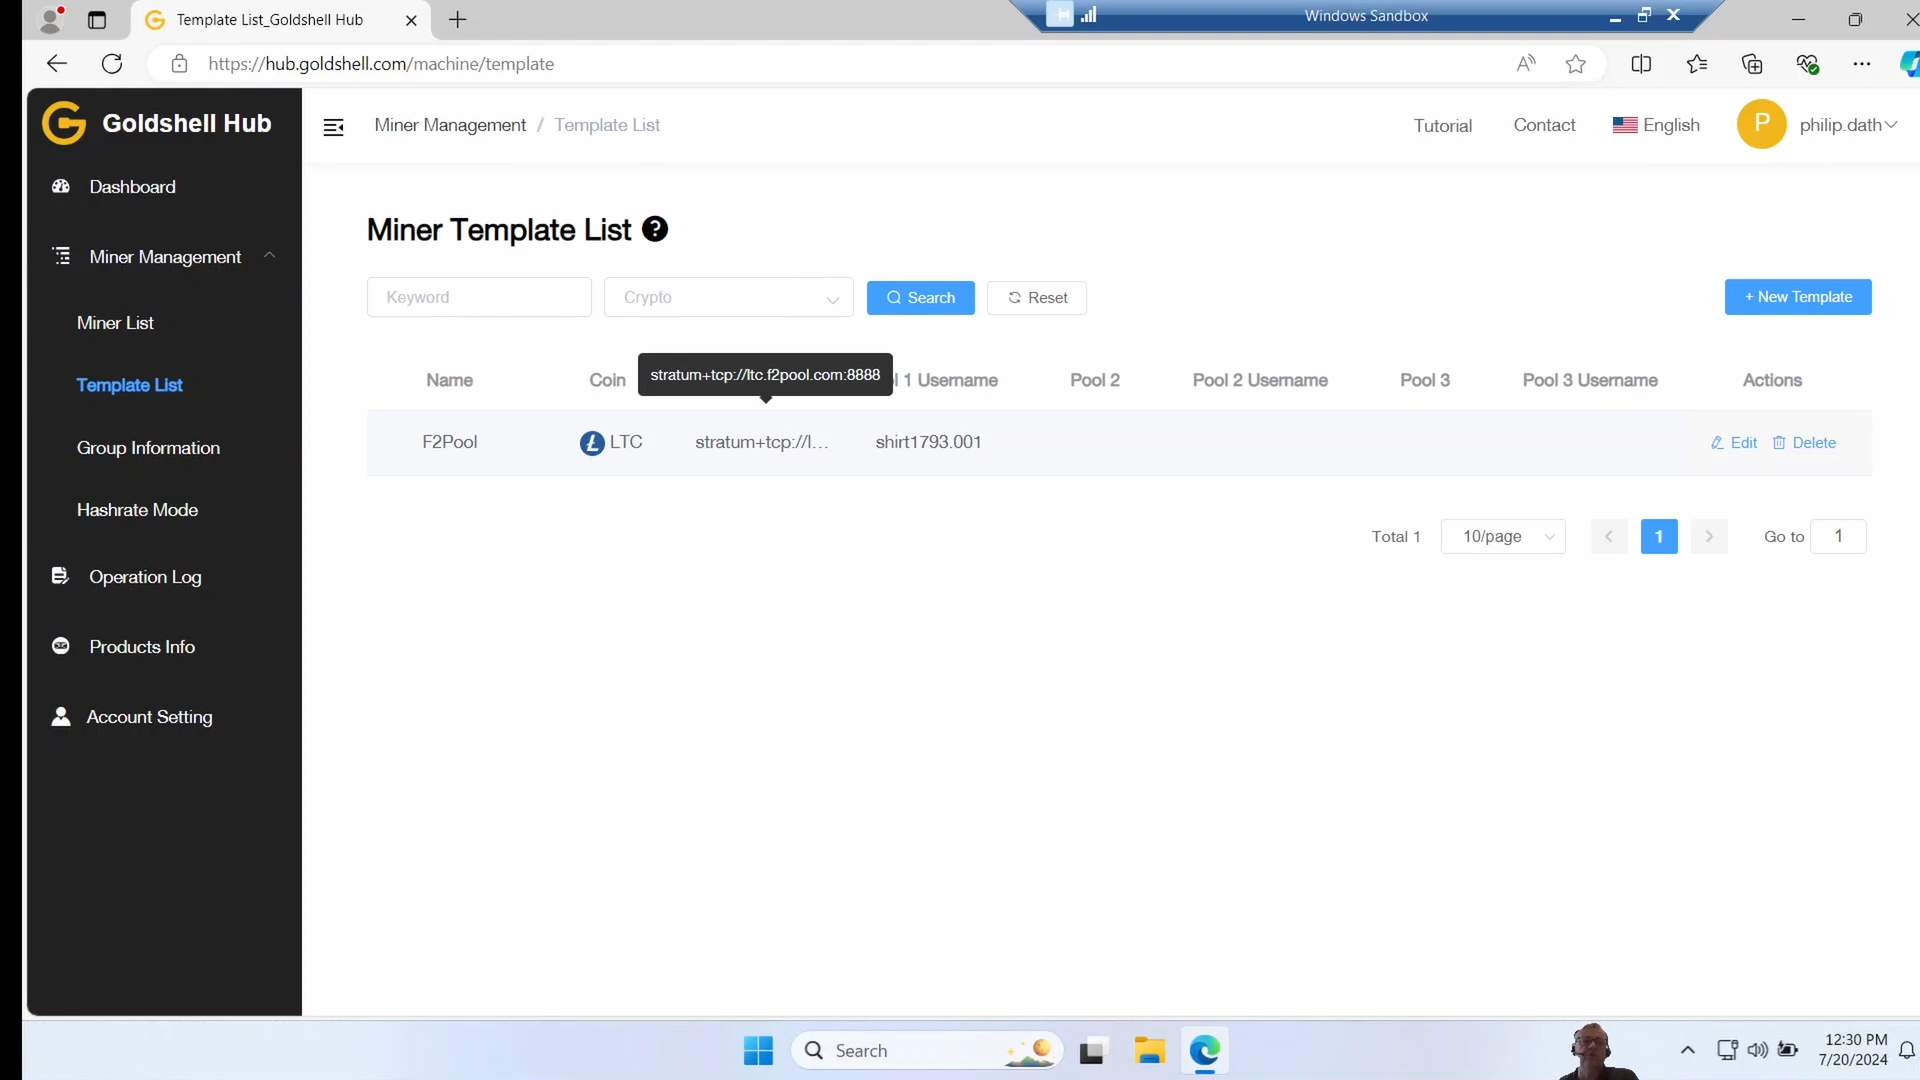 Template List_Goldshell Hub
Windows Sandbox
https://hub.goldshell.com/machine/template
Goldshell Hub
Miner Management / Template List
Tutorial
Contact
English
P
philip.dath
Dashboard
Miner Management
Miner List
Template List
Group Information
Hashrate Mode
Operation Log
Products Info
Account Setting
Miner Template List ?
Keyword
Crypto
Search
Reset
+ New Template
stratum+tcp://ltc.f2pool.com:8888
Name Coin l 1 Username Pool 2 Pool 2 Username Pool 3 Pool 3 Username Actions
F2Pool LTC stratum+tcp://l... shirt1793.001 Edit Delete
Total 1 10/page 1 Go to 1
Search
12:30 PM
7/20/2024